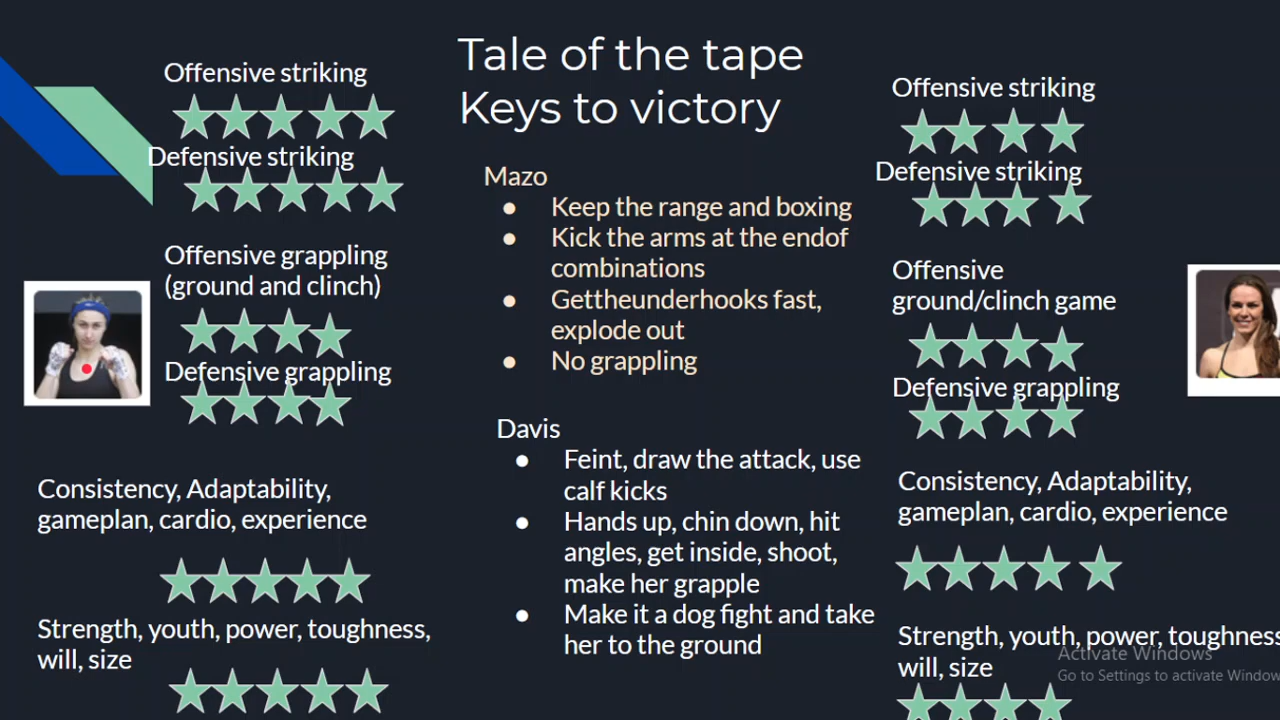 Tale of the tape
Keys to victory
Offensive striking
Defensive striking
Offensive grappling
(ground and clinch)
Defensive grappling
Consistency, Adaptability,
gameplan, cardio, experience
Strength, youth, power, toughness,
will, size
Mazo
Keep the range and boxing
Kick the arms at the endof
combinations
Gettheunderhooks fast,
explode out
No grappling
Davis
Feint, draw the attack, use
calf kicks
Hands up, chin down, hit
angles, get inside, shoot,
make her grapple
Make it a dog fight and take
her to the ground
Offensive striking
Defensive striking
Offensive
ground/clinch game
Defensive grappling
Consistency, Adaptability,
gameplan, cardio, experience
Strength, youth, power, toughness
will, size
Activate Windows
Go to Settings to activate Window